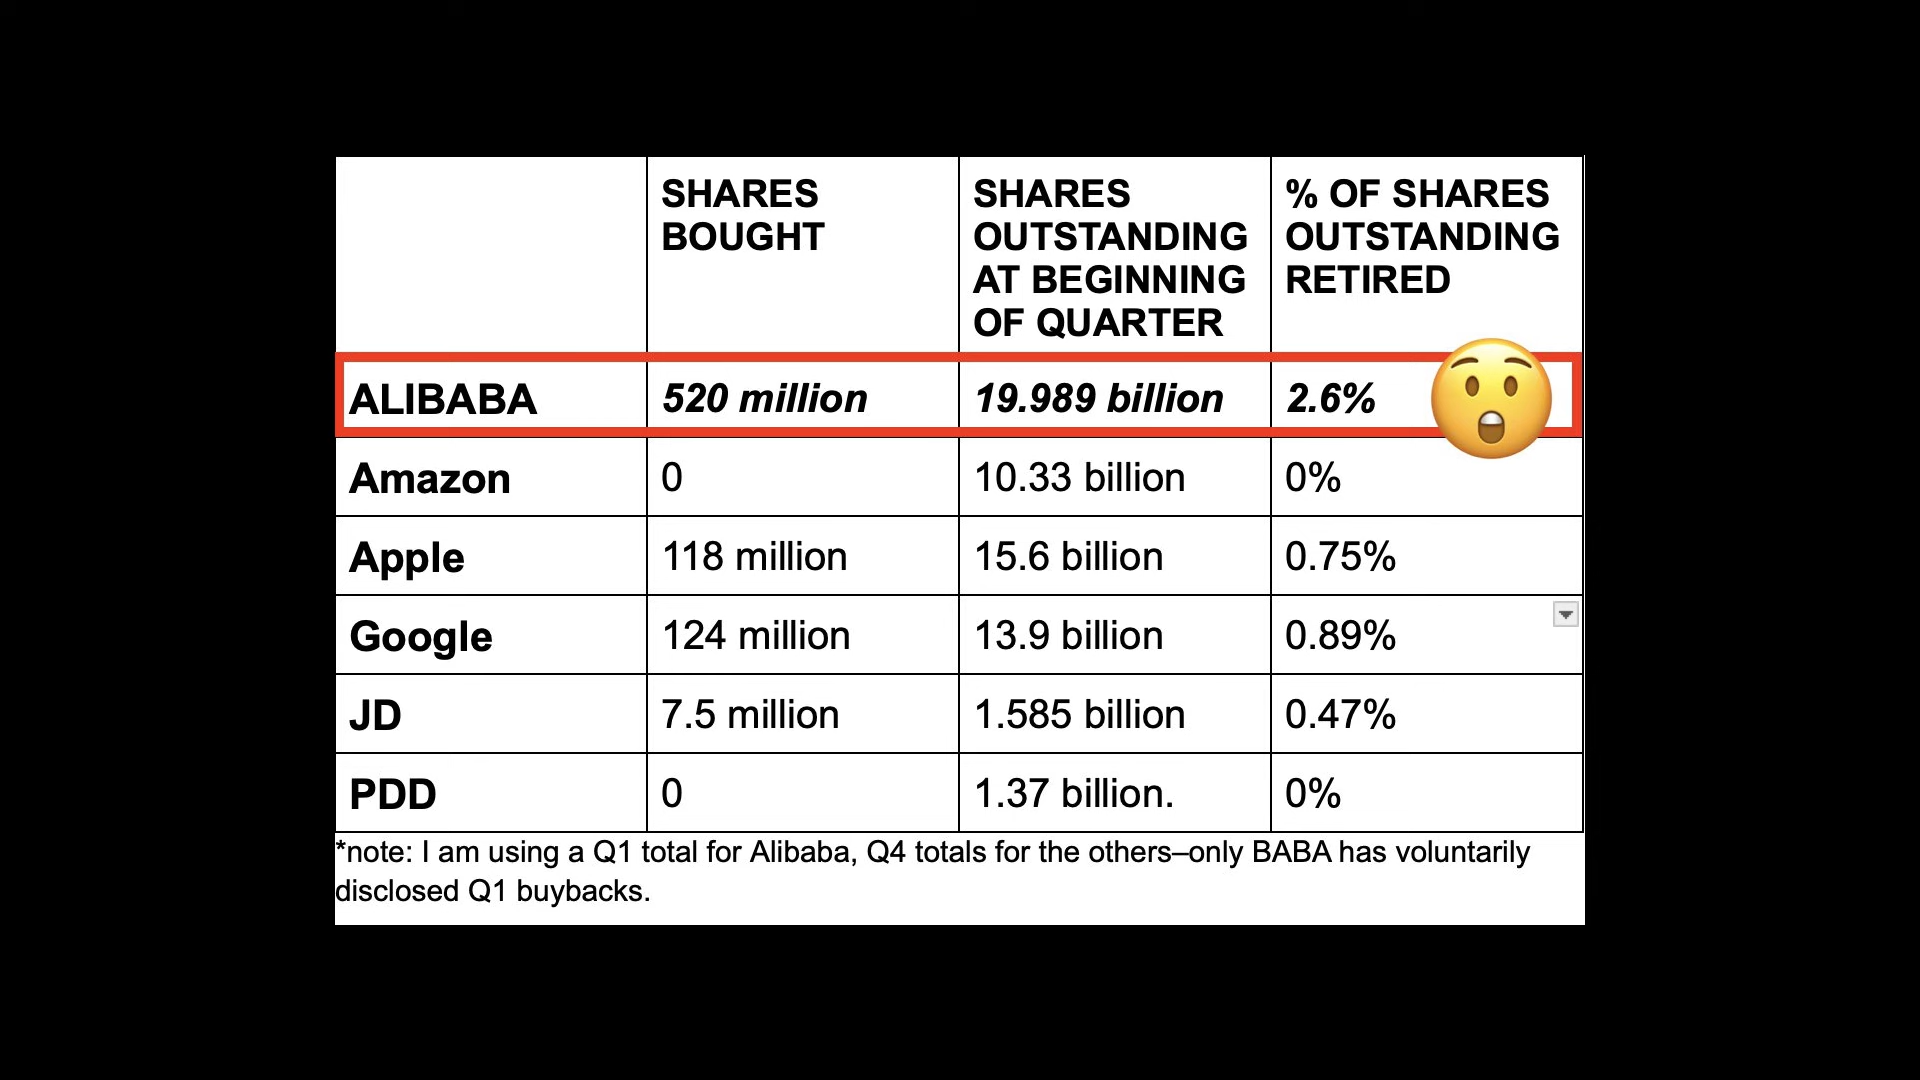 SHARES BOUGHT
SHARES OUTSTANDING AT BEGINNING OF QUARTER
% OF SHARES OUTSTANDING RETIRED
ALIBABA 520 million 19.989 billion 2.6%
Amazon 0 10.33 billion 0%
Apple 118 million 15.6 billion 0.75%
Google 124 million 13.9 billion 0.89%
JD 7.5 million 1.585 billion 0.47%
PDD 0 1.37 billion. 0%
*note: I am using a Q1 total for Alibaba, Q4 totals for the others–only BABA has voluntarily
disclosed Q1 buybacks.